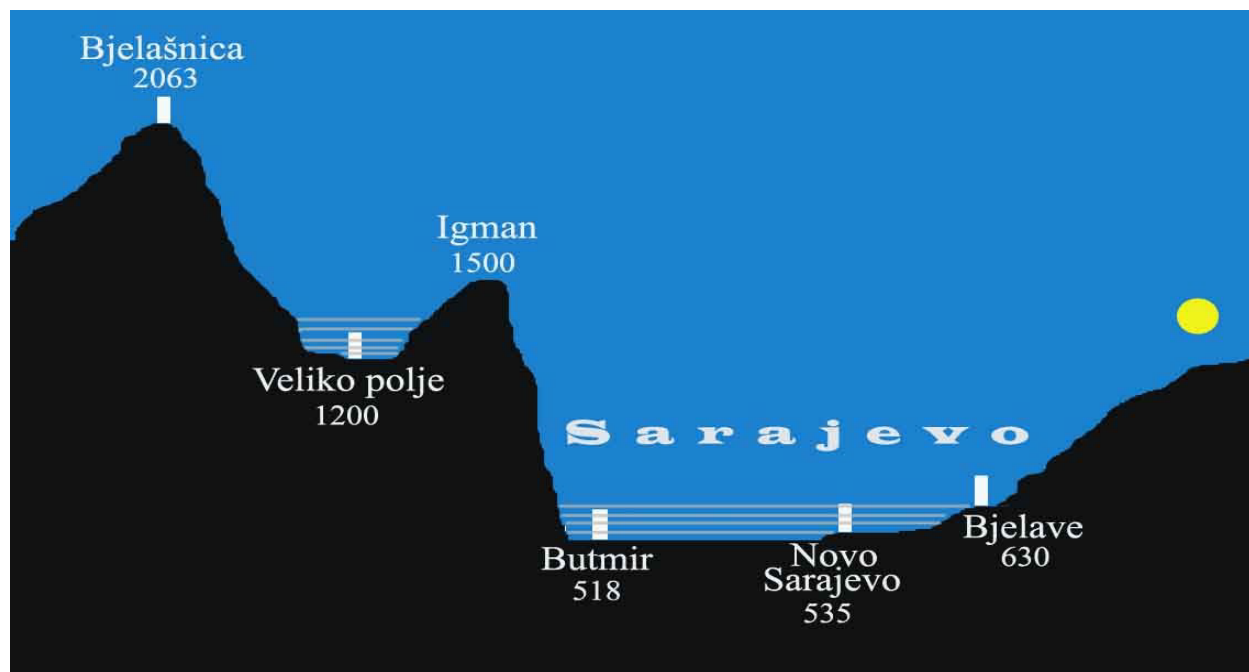 Bjelašnica
2063
Igman
1500
Veliko polje
1200
Sarajevo
Butmir
518
Novo
Sarajevo
535
Bjelave
630